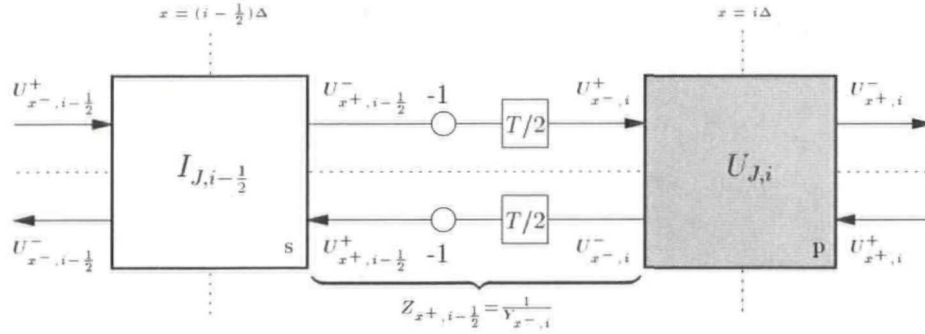 x = (i − 1/2)Δ
x = iΔ
U⁺ₓ₋,ᵢ₋½ U⁻ₓ₊,ᵢ₋½ -1 T/2 U⁺ₓ₋,ᵢ U⁻ₓ₊,ᵢ
I_{J,i−1/2} U_{J,i}
T/2
U⁻ₓ₋,ᵢ₋½ s U⁺ₓ₊,ᵢ₋½ -1 U⁻ₓ₋,ᵢ p U⁺ₓ₊,ᵢ
Z_{x⁺,i−1/2} = 1/Y_{x⁻,i}